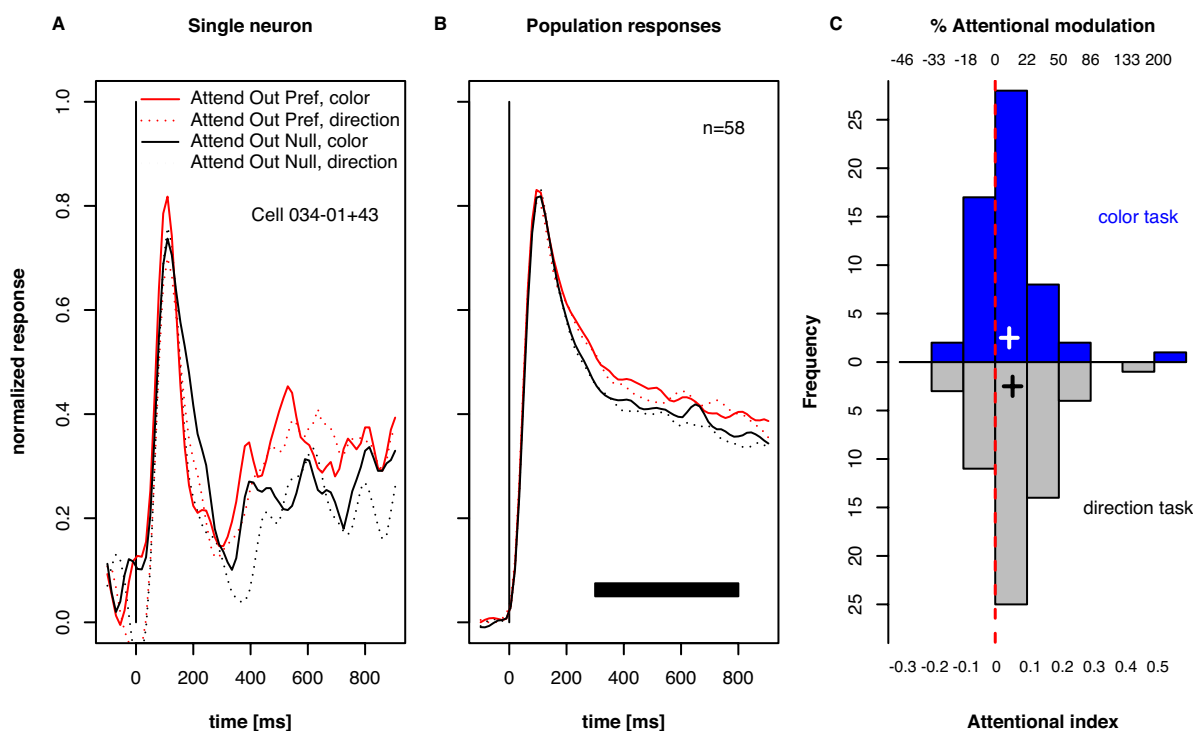 A Single neuron
B Population responses
C % Attentional modulation
-46 -33 -18 0 22 50 86 133 200
Attend Out Pref, color
Attend Out Pref, direction
Attend Out Null, color
Attend Out Null, direction
Cell 034-01+43
n=58
color task
direction task
normalized response
0.0 0.2 0.4 0.6 0.8 1.0
Frequency
25
20
15
10
5
0
5
10
15
20
25
0 200 400 600 800
0 200 400 600 800
-0.3 -0.2 -0.1 0 0.1 0.2 0.3 0.4 0.5
time [ms]
time [ms]
Attentional index